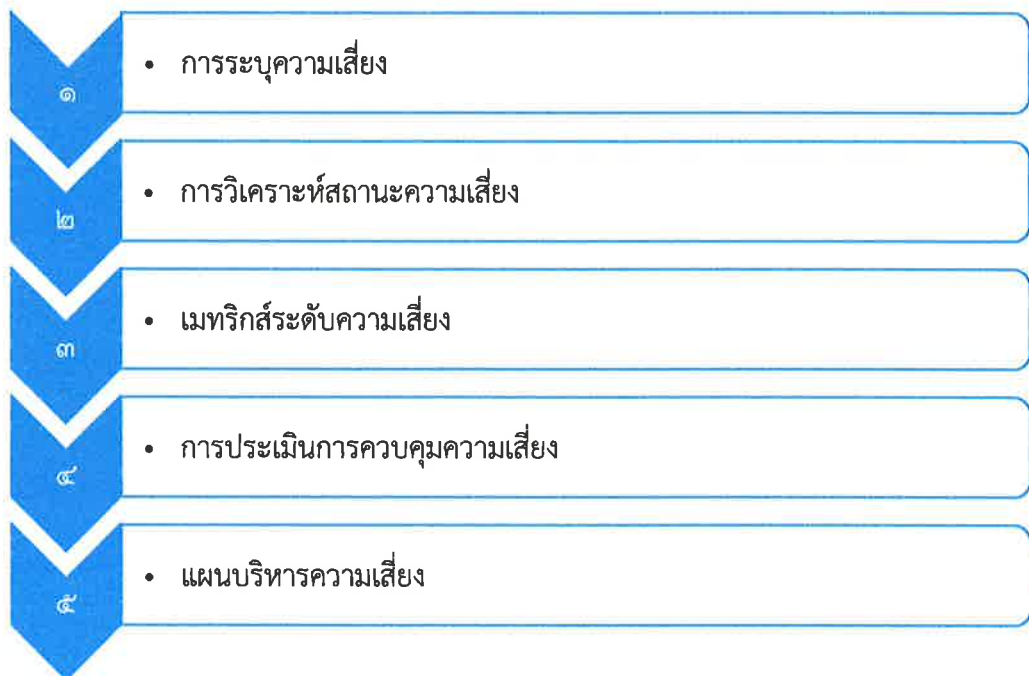 ๑
• การระบุความเสี่ยง
๒
• การวิเคราะห์สถานะความเสี่ยง
๓
• เมทริกส์ระดับความเสี่ยง
๔
• การประเมินการควบคุมความเสี่ยง
๕
• แผนบริหารความเสี่ยง